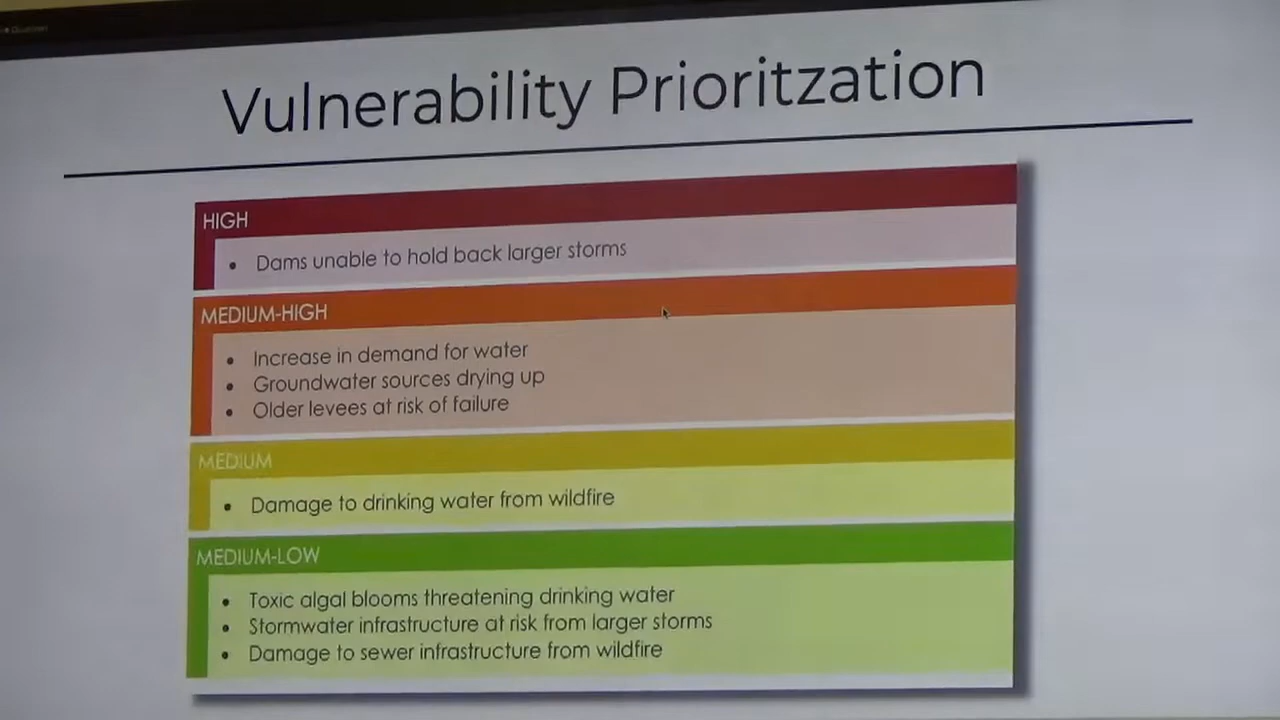 Vulnerability Prioritzation
HIGH
• Dams unable to hold back larger storms
MEDIUM-HIGH
• Increase in demand for water
• Groundwater sources drying up
• Older levees at risk of failure
MEDIUM
• Damage to drinking water from wildfire
MEDIUM-LOW
• Toxic algal blooms threatening drinking water
• Stormwater infrastructure at risk from larger storms
• Damage to sewer infrastructure from wildfire